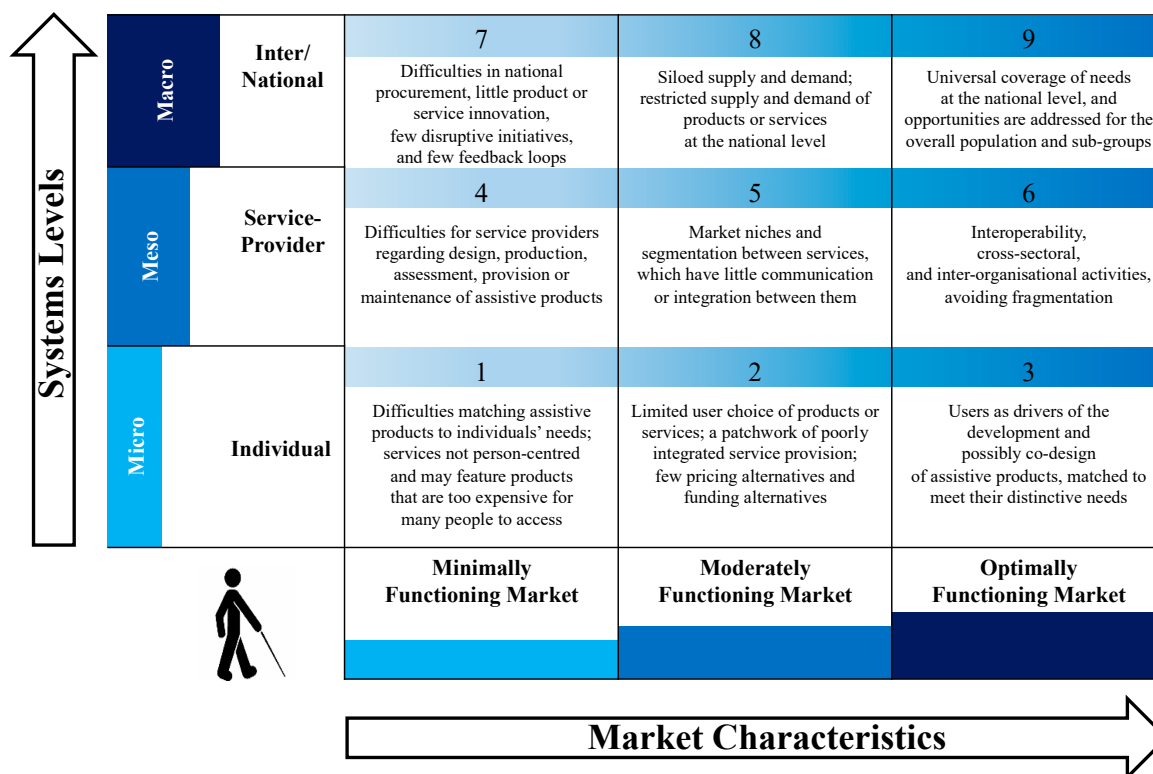 Systems Levels
Macro
Inter/
National
7
Difficulties in national
procurement, little product or
service innovation,
few disruptive initiatives,
and few feedback loops
8
Siloed supply and demand;
restricted supply and demand of
products or services
at the national level
9
Universal coverage of needs
at the national level, and
opportunities are addressed for the
overall population and sub-groups
Meso
Service-
Provider
4
Difficulties for service providers
regarding design, production,
assessment, provision or
maintenance of assistive products
5
Market niches and
segmentation between services,
which have little communication
or integration between them
6
Interoperability,
cross-sectoral,
and inter-organisational activities,
avoiding fragmentation
Micro
Individual
1
Difficulties matching assistive
products to individuals’ needs;
services not person-centred
and may feature products
that are too expensive for
many people to access
2
Limited user choice of products or
services; a patchwork of poorly
integrated service provision;
few pricing alternatives and
funding alternatives
3
Users as drivers of the
development and
possibly co-design
of assistive products, matched to
meet their distinctive needs
Minimally
Functioning Market
Moderately
Functioning Market
Optimally
Functioning Market
Market Characteristics